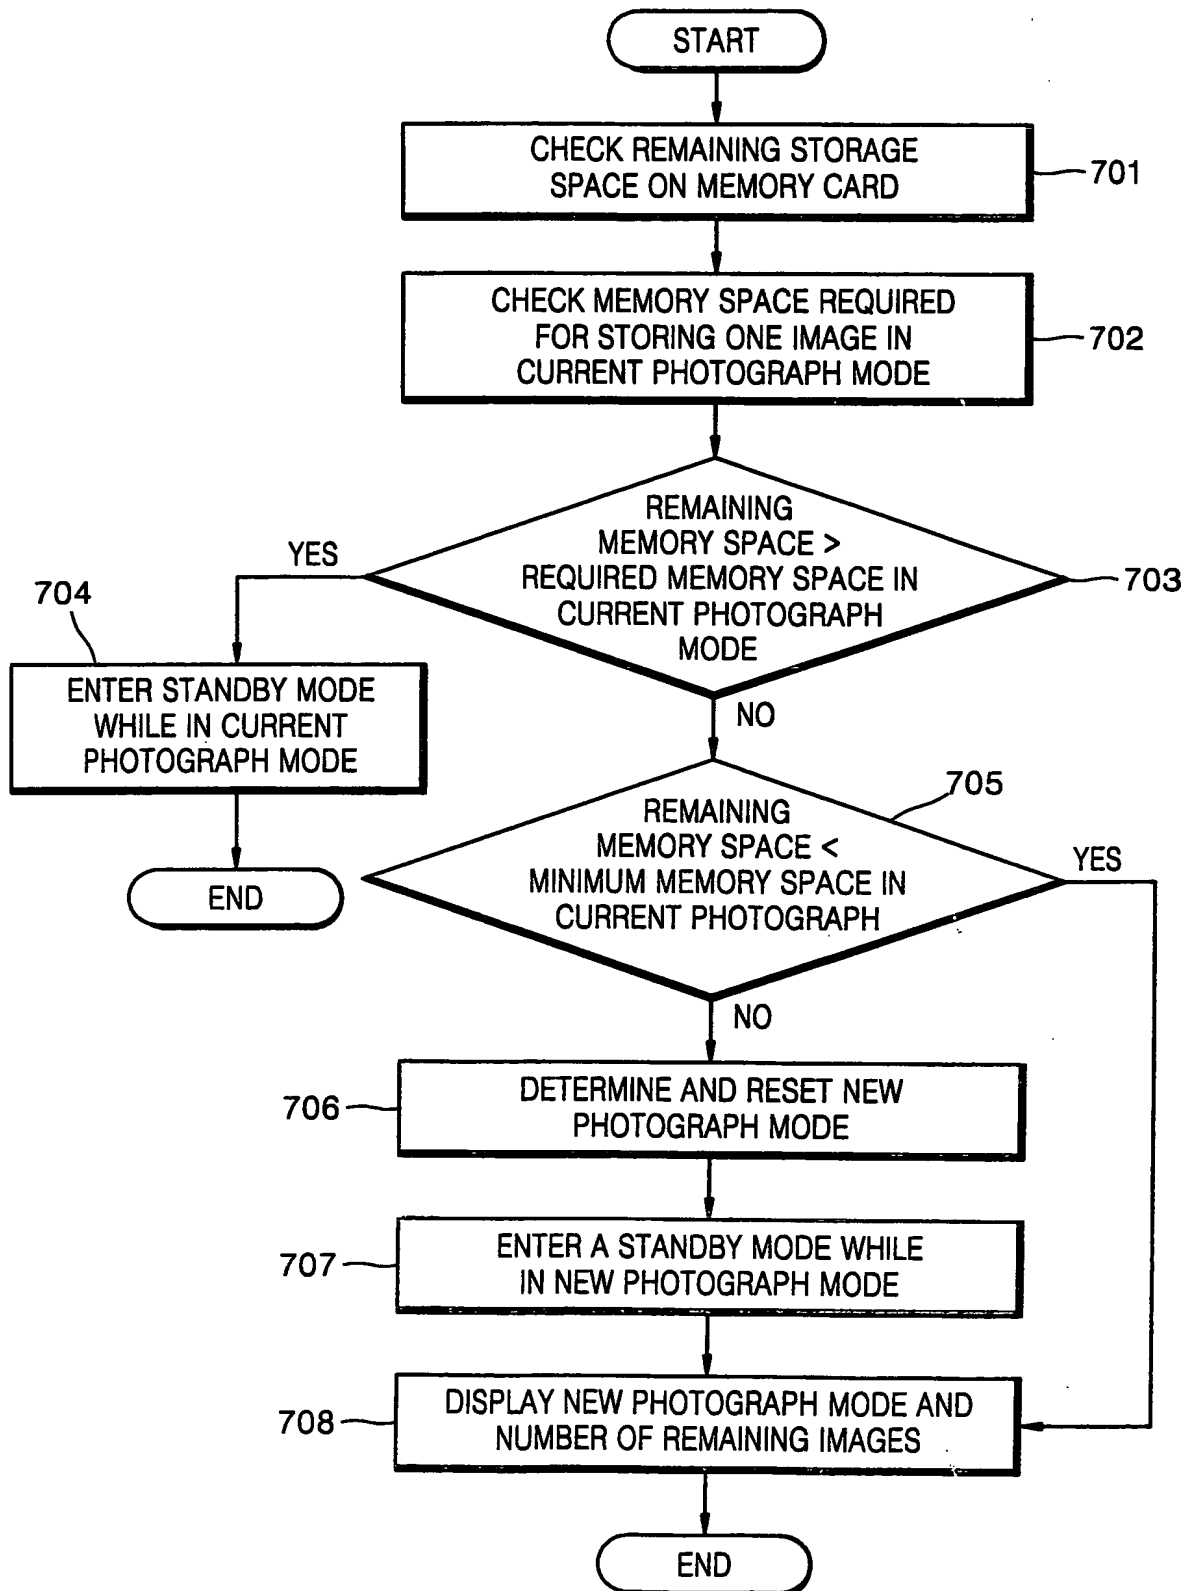 START
CHECK REMAINING STORAGE
SPACE ON MEMORY CARD
701
CHECK MEMORY SPACE REQUIRED
FOR STORING ONE IMAGE IN
CURRENT PHOTOGRAPH MODE
702
REMAINING
MEMORY SPACE >
REQUIRED MEMORY SPACE IN
CURRENT PHOTOGRAPH
MODE
703
YES
704
ENTER STANDBY MODE
WHILE IN CURRENT
PHOTOGRAPH MODE
END
NO
705
REMAINING
MEMORY SPACE <
MINIMUM MEMORY SPACE IN
CURRENT PHOTOGRAPH
YES
NO
706
DETERMINE AND RESET NEW
PHOTOGRAPH MODE
707
ENTER A STANDBY MODE WHILE
IN NEW PHOTOGRAPH MODE
708
DISPLAY NEW PHOTOGRAPH MODE AND
NUMBER OF REMAINING IMAGES
END